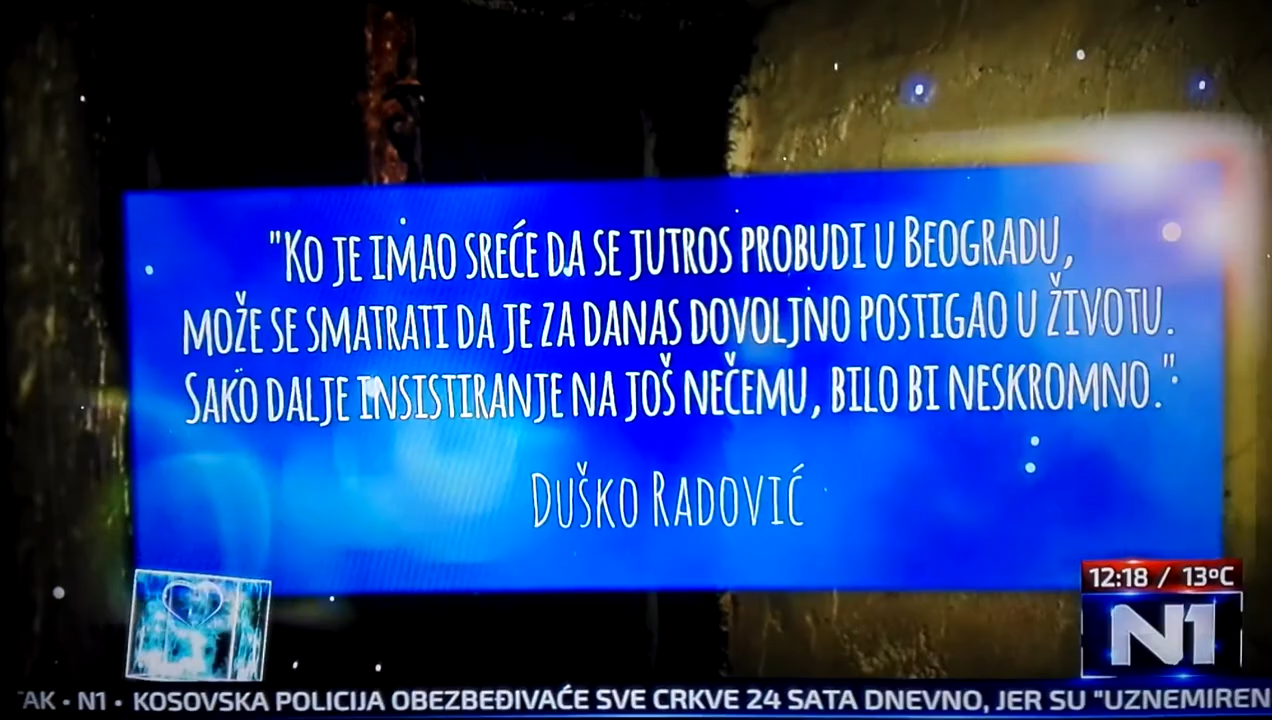 "Ko je imao sreće da se jutros probudi u Beogradu,
može se smatrati da je za danas dovoljno postigao u životu.
Sako dalje insistiranje na još nečemu, bilo bi neskromno."
Duško Radović
12:18 / 13ºC
N1
TAK • N1 • KOSOVSKA POLICIJA OBEZBEĐIVAĆE SVE CRKVE 24 SATA DNEVNO, JER SU "UZNEMIREN